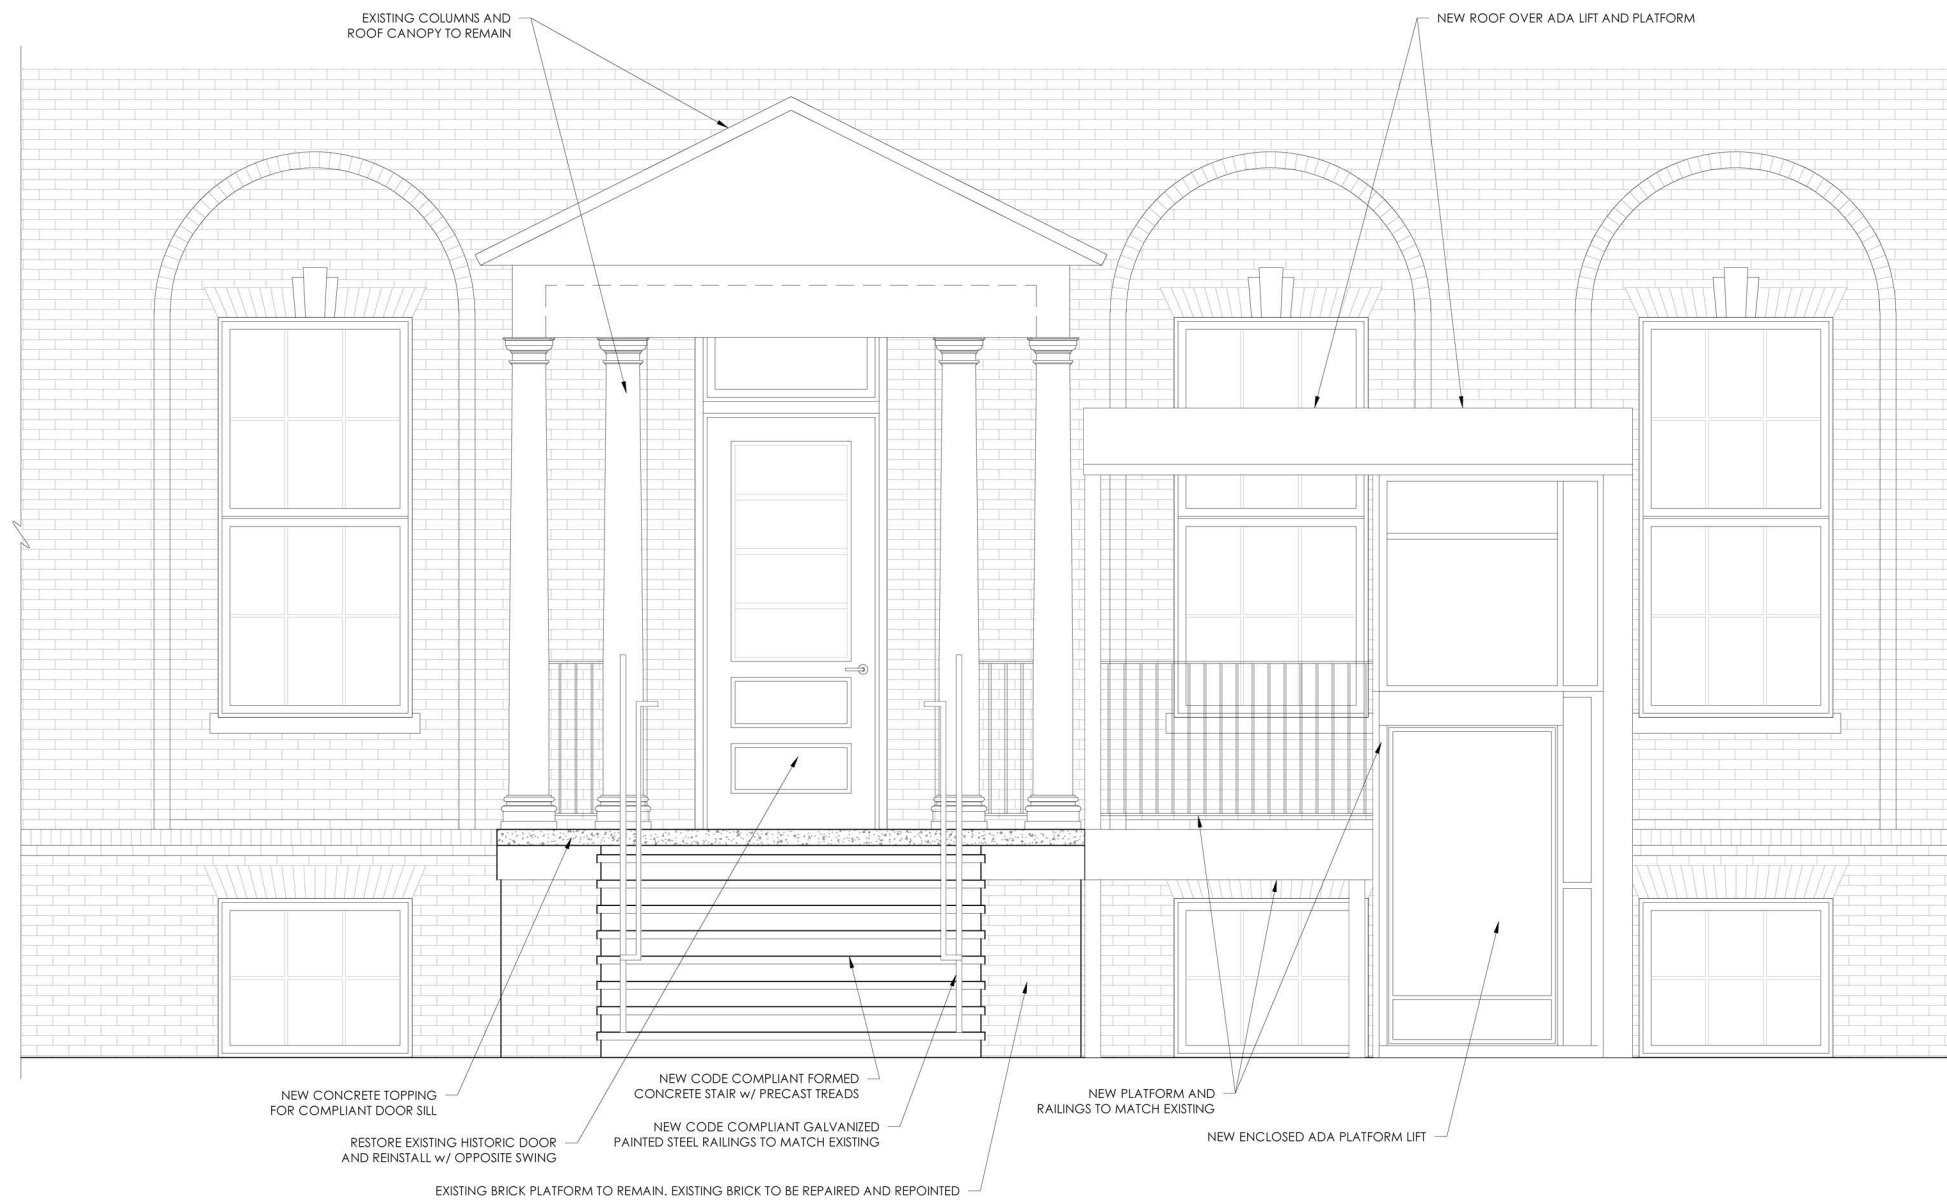 EXISTING COLUMNS AND
ROOF CANOPY TO REMAIN
NEW ROOF OVER ADA LIFT AND PLATFORM
NEW CONCRETE TOPPING
FOR COMPLIANT DOOR SILL
RESTORE EXISTING HISTORIC DOOR
AND REINSTALL w/ OPPOSITE SWING
NEW CODE COMPLIANT FORMED
CONCRETE STAIR w/ PRECAST TREADS
NEW CODE COMPLIANT GALVANIZED
PAINTED STEEL RAILINGS TO MATCH EXISTING
EXISTING BRICK PLATFORM TO REMAIN. EXISTING BRICK TO BE REPAIRED AND REPOINTED
NEW PLATFORM AND
RAILINGS TO MATCH EXISTING
NEW ENCLOSED ADA PLATFORM LIFT